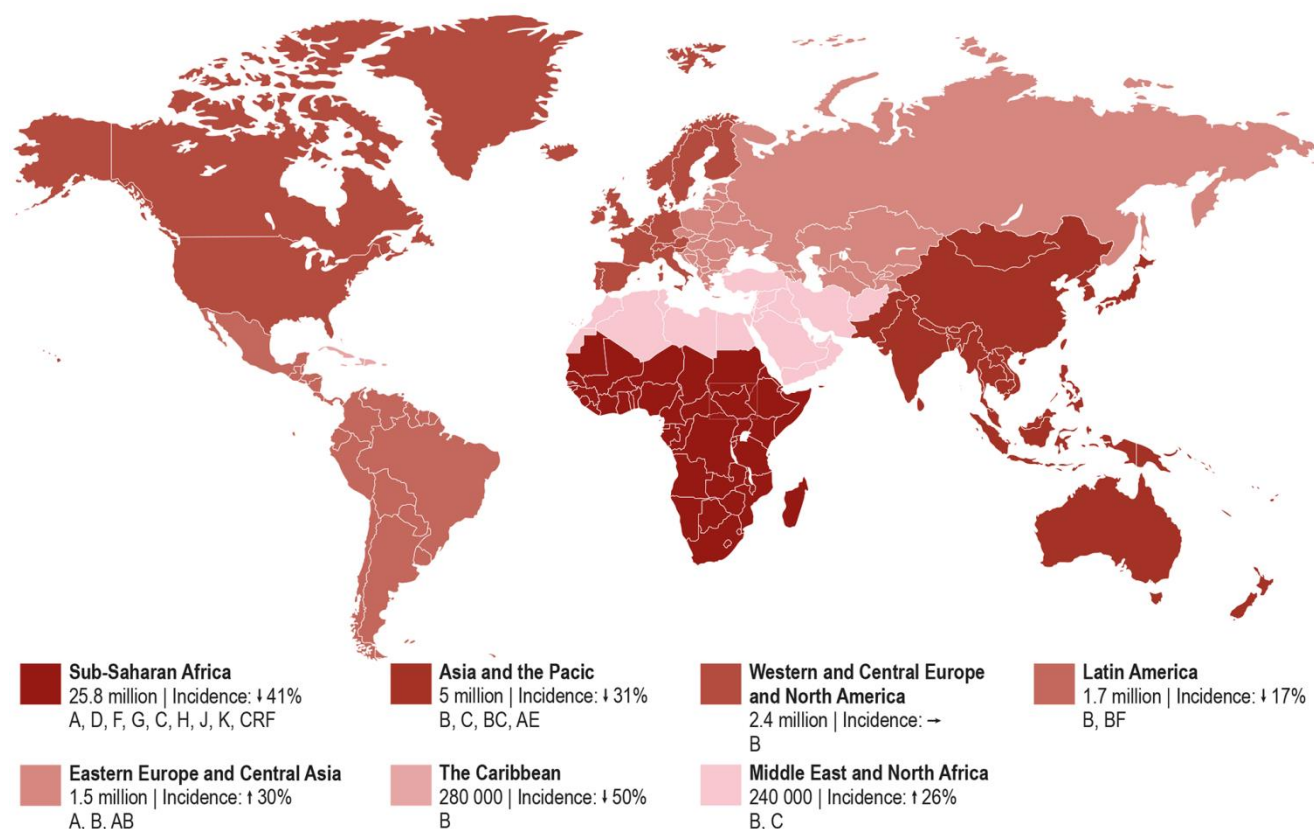 Sub-Saharan Africa
25.8 million | Incidence: ↓ 41%
A, D, F, G, C, H, J, K, CRF
Asia and the Pacic
5 million | Incidence: ↓ 31%
B, C, BC, AE
Western and Central Europe
and North America
2.4 million | Incidence: →
B
Latin America
1.7 million | Incidence: ↓ 17%
B, BF
Eastern Europe and Central Asia
1.5 million | Incidence: ↑ 30%
A, B, AB
The Caribbean
280 000 | Incidence: ↓ 50%
B
Middle East and North Africa
240 000 | Incidence: ↑ 26%
B, C